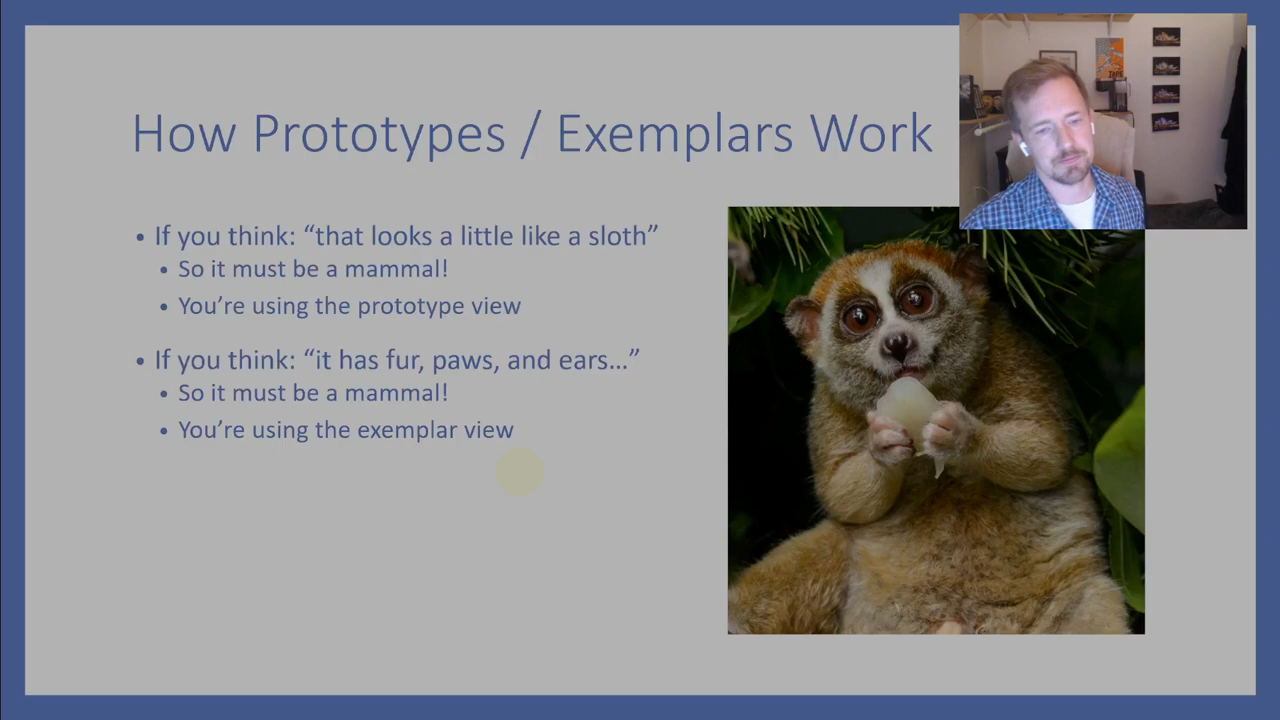 How Prototypes / Exemplars Work
• If you think: “that looks a little like a sloth”
• So it must be a mammal!
• You’re using the prototype view
• If you think: “it has fur, paws, and ears…”
• So it must be a mammal!
• You’re using the exemplar view
TAPE